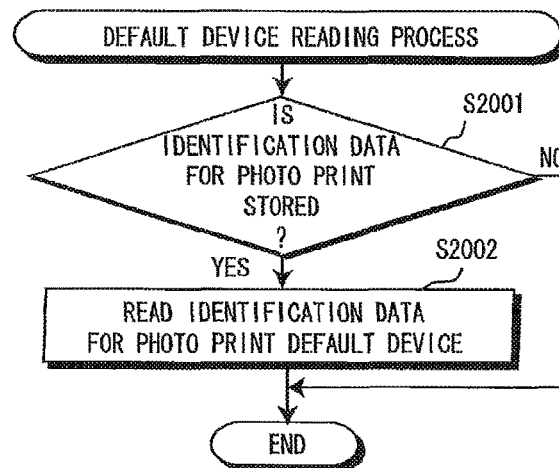 DEFAULT DEVICE READING PROCESS
S2001
IS
IDENTIFICATION DATA
FOR PHOTO PRINT
STORED
?
NO
YES
S2002
READ IDENTIFICATION DATA
FOR PHOTO PRINT DEFAULT DEVICE
END